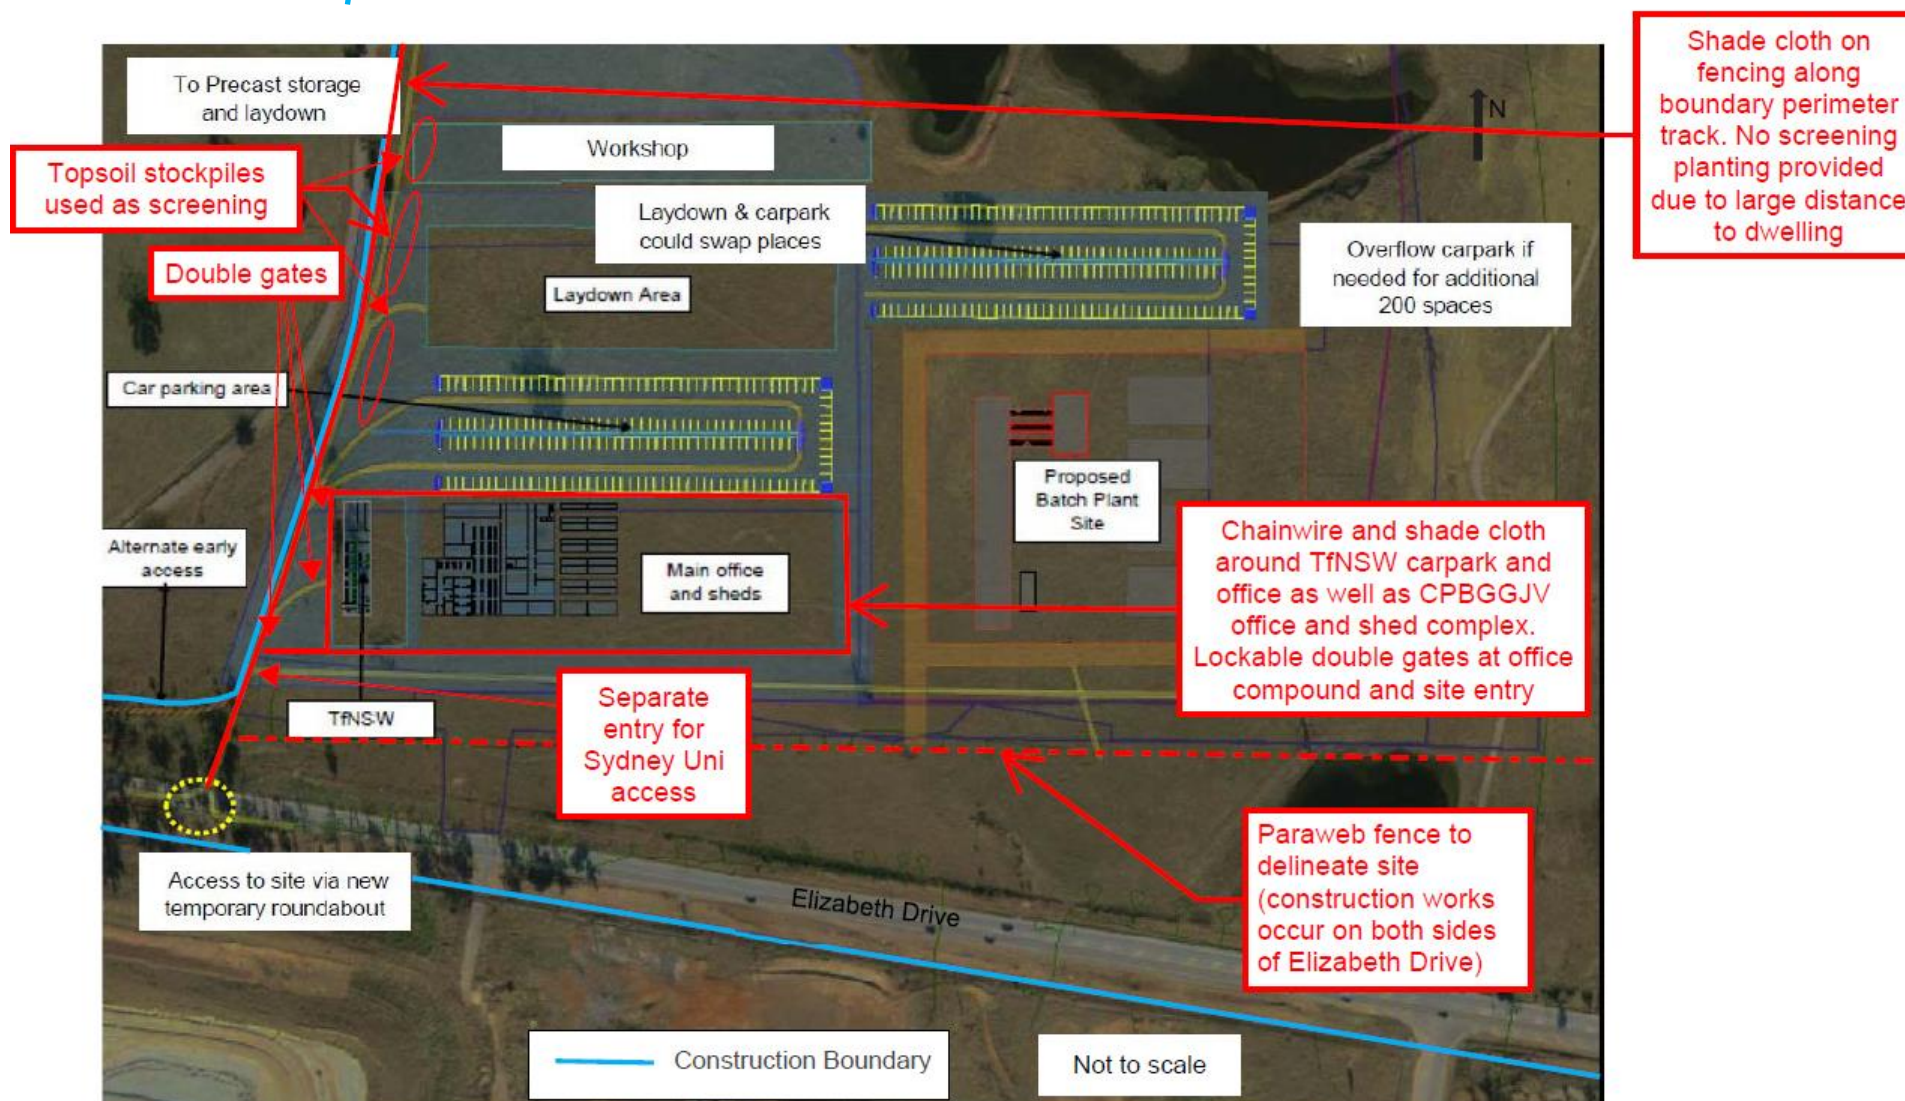 To Precast storage
and laydown
Shade cloth on
fencing along
boundary perimeter
track. No screening
planting provided
due to large distance
to dwelling
N
Workshop
Topsoil stockpiles
used as screening
Laydown & carpark
could swap places
Double gates
Overflow carpark if
needed for additional
200 spaces
Laydown Area
Car parking area
Proposed
Batch Plant
Site
Alternate early
access
Main office
and sheds
Chainwire and shade cloth
around TfNSW carpark and
office as well as CPBGGJV
office and shed complex.
Lockable double gates at office
compound and site entry
TfNSW
Separate
entry for
Sydney Uni
access
Paraweb fence to
delineate site
(construction works
occur on both sides
of Elizabeth Drive)
Access to site via new
temporary roundabout
Elizabeth Drive
Construction Boundary
Not to scale